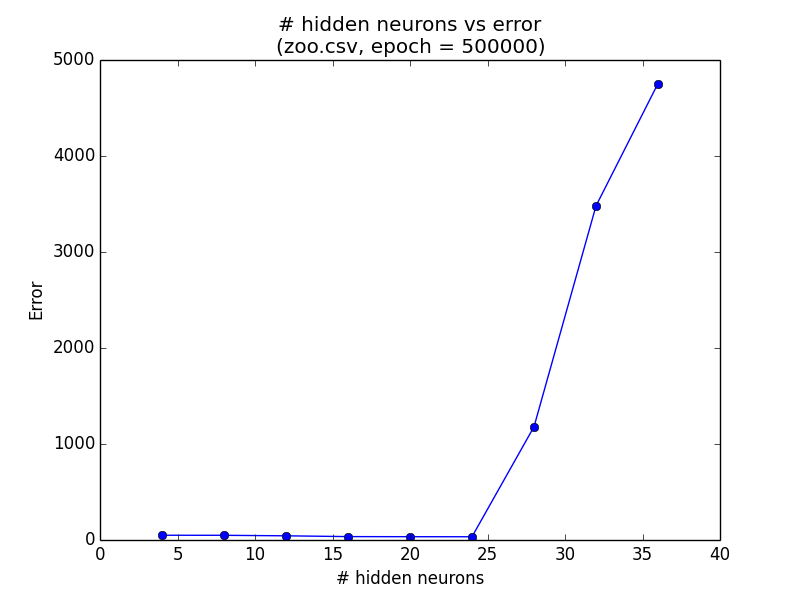 # hidden neurons vs error
(zoo.csv, epoch = 500000)
5000
4000
3000
2000
1000
0
Error
0 5 10 15 20 25 30 35 40
# hidden neurons